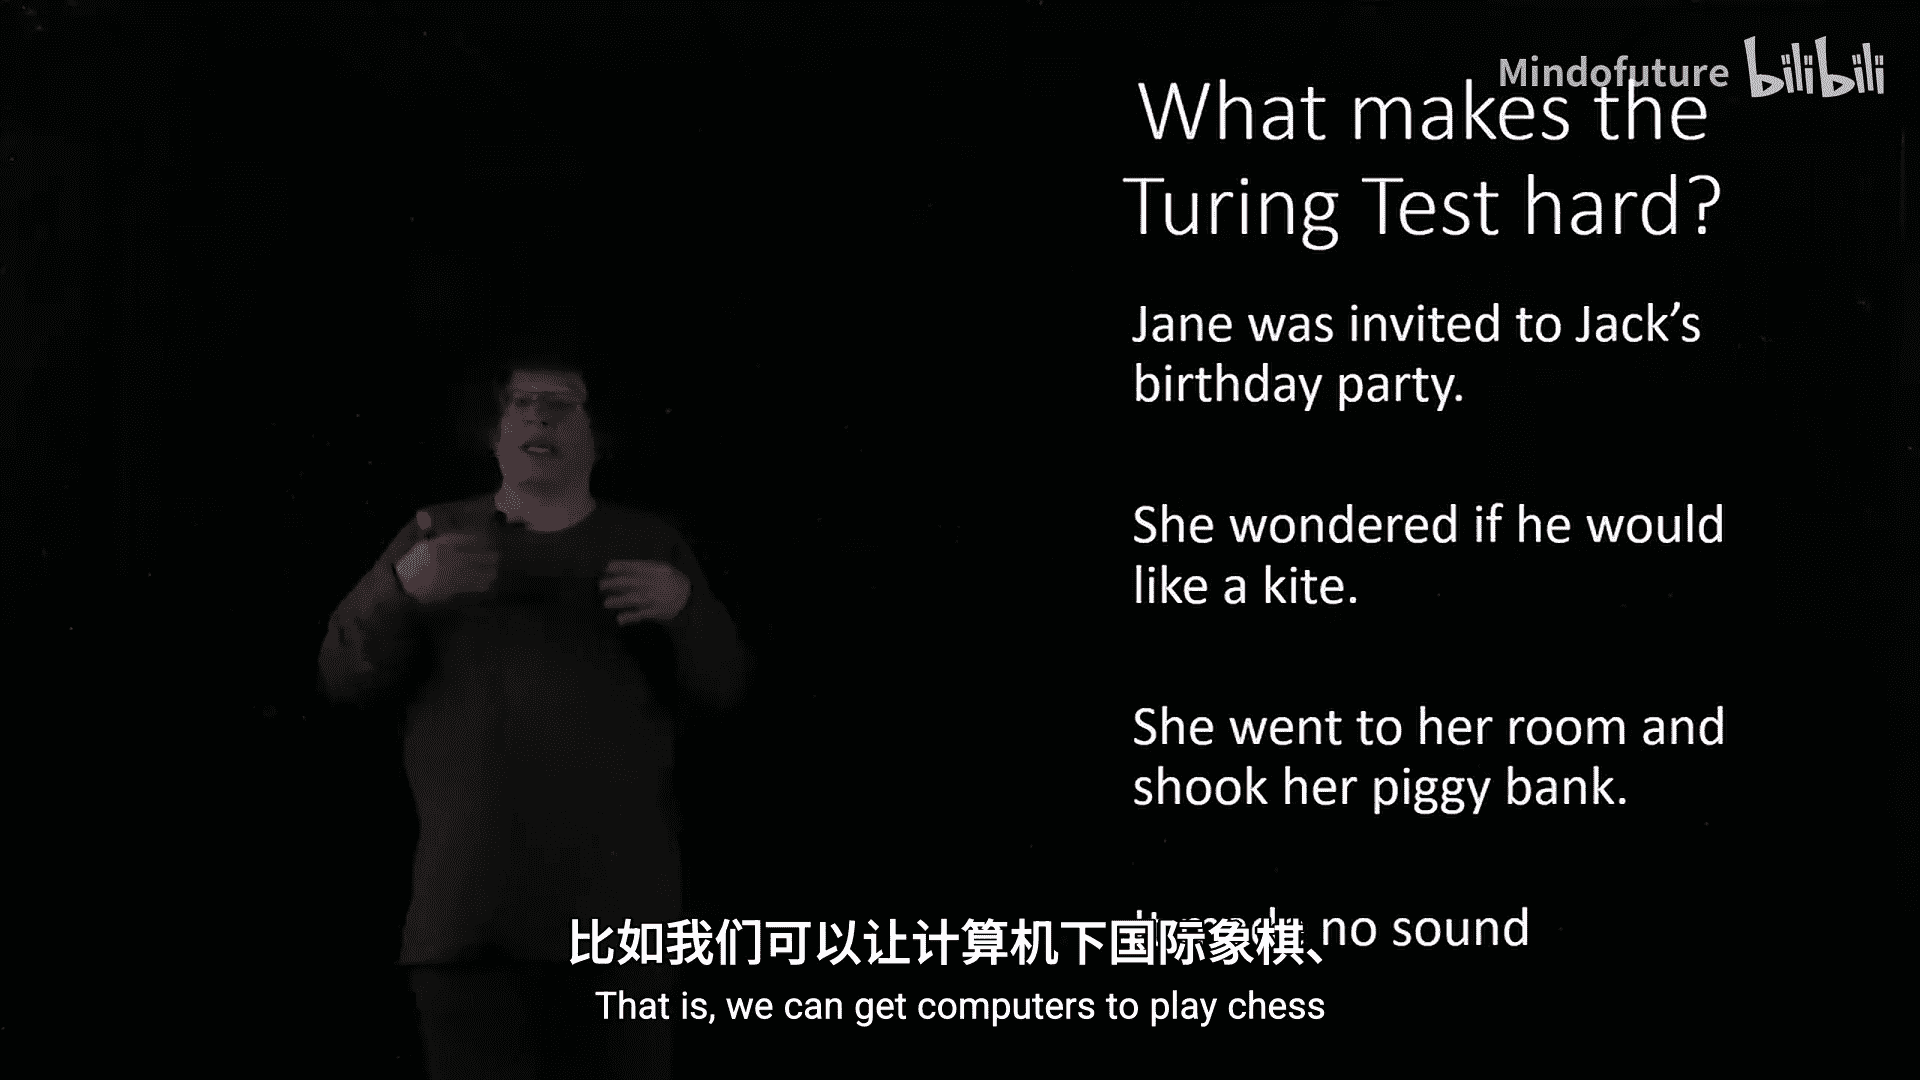 Mindofuture bilibili
What makes the
Turing Test hard?
Jane was invited to Jack’s
birthday party.
She wondered if he would
like a kite.
She went to her room and
shook her piggy bank.
no sound
比如我们可以让计算机下国际象棋、
That is, we can get computers to play chess